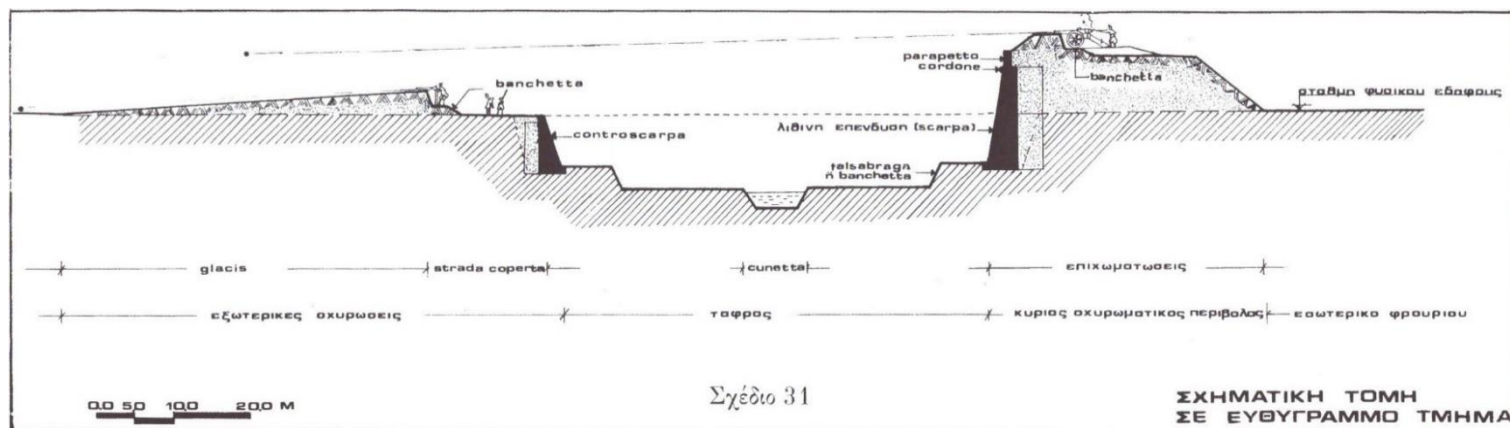 banchetta
parapetto
cordone
banchetta
σταθμη φυσικου εδαφους
controscarpa
λιθινη επενδυση (scarpa)
falsabraga
ή banchetta
glacis
strada coperta
cunetta
επιχωματωσεις
εξωτερικες οχυρωσεις
ταφρος
κυριος οχυρωματικος περιβολος
εσωτερικο φρουριου
0.0 5,0 10,0 20,0 M
Σχέδιο 31
ΣΧΗΜΑΤΙΚΗ ΤΟΜΗ
ΣΕ ΕΥΘΥΓΡΑΜΜΟ ΤΜΗΜΑ